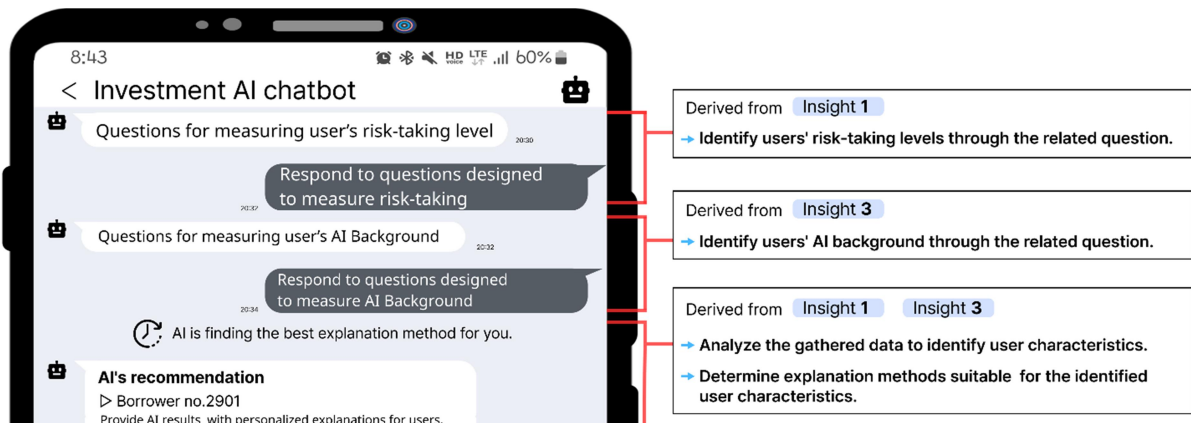 8:43
HD voice LTE 60%
< Investment AI chatbot
Questions for measuring user's risk-taking level
20:30
Respond to questions designed
to measure risk-taking
20:32
Questions for measuring user's AI Background
20:32
Respond to questions designed
to measure AI Background
20:34
AI is finding the best explanation method for you.
AI's recommendation
▷ Borrower no.2901
Provide AI results, with personalized explanations for users.
Derived from Insight 1
→ Identify users' risk-taking levels through the related question.
Derived from Insight 3
→ Identify users' AI background through the related question.
Derived from Insight 1 Insight 3
→ Analyze the gathered data to identify user characteristics.
→ Determine explanation methods suitable for the identified
user characteristics.